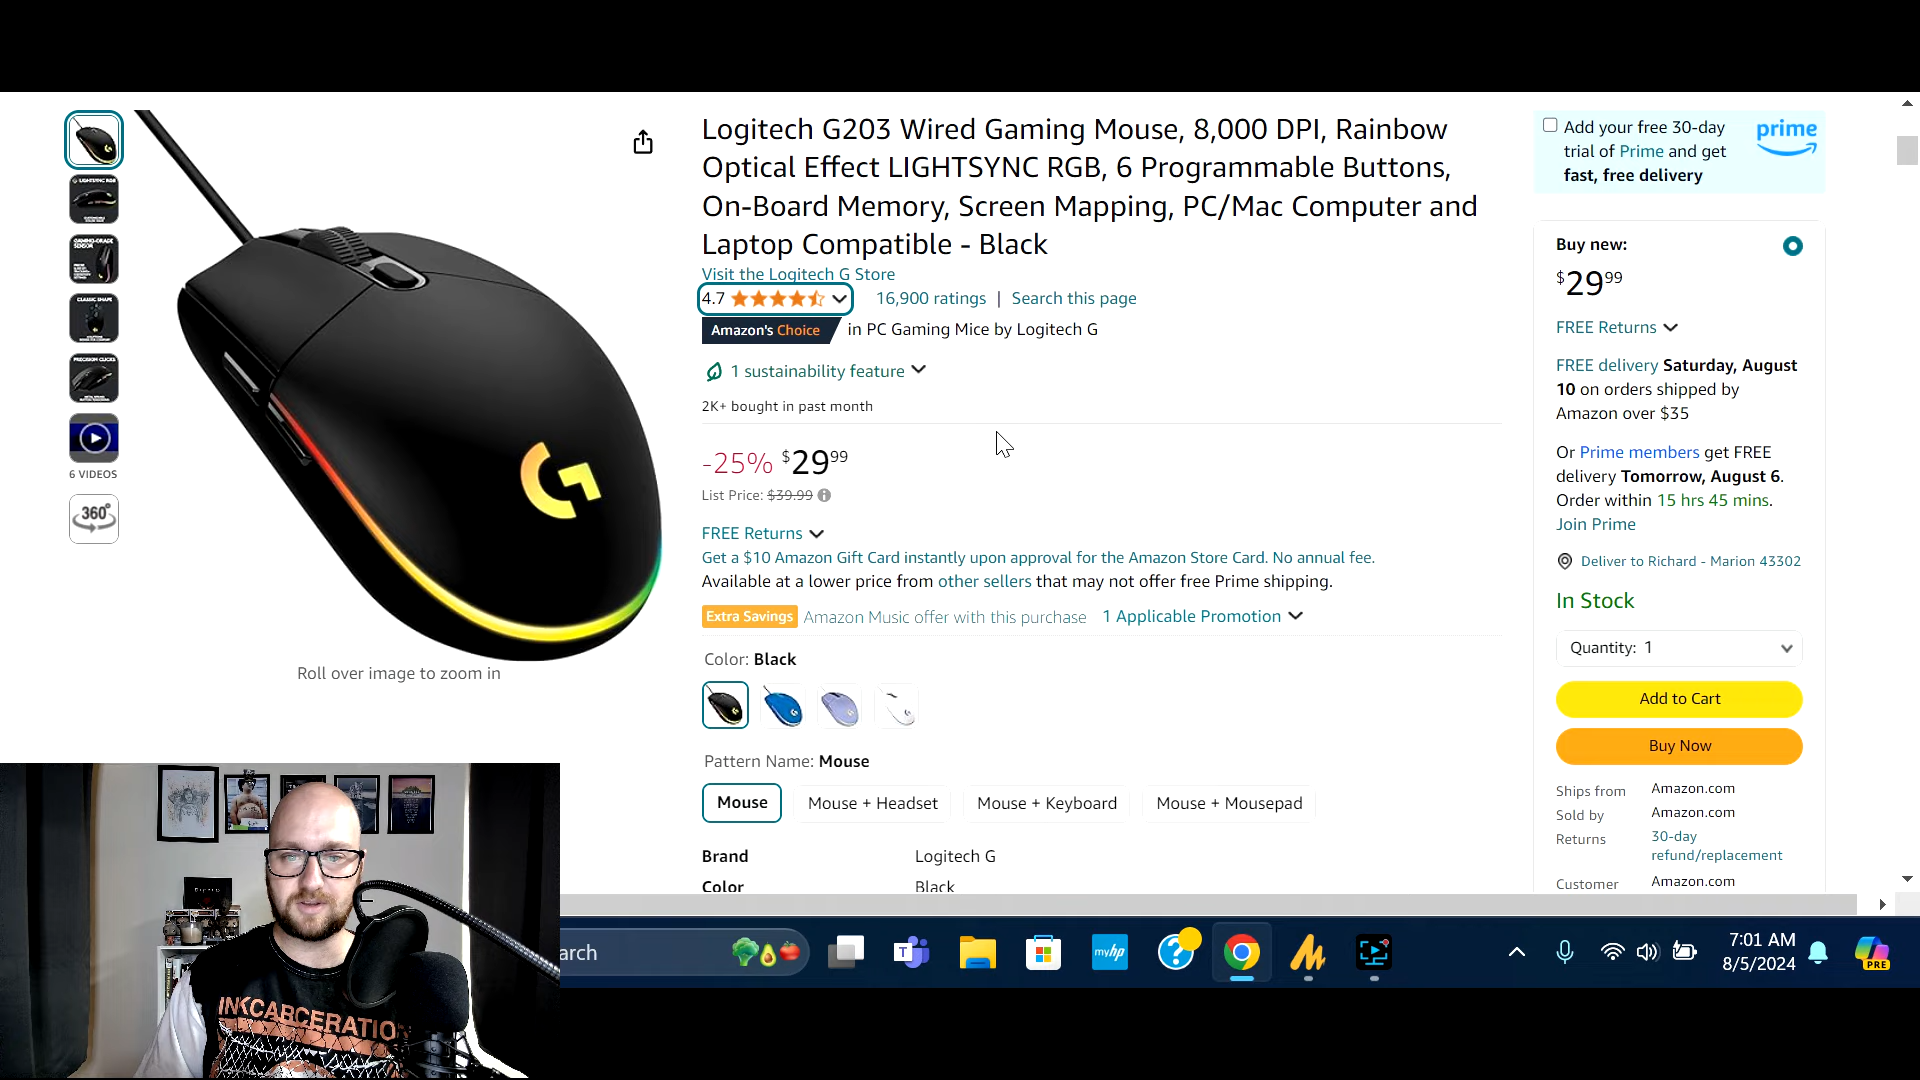 Logitech G203 Wired Gaming Mouse, 8,000 DPI, Rainbow
Optical Effect LIGHTSYNC RGB, 6 Programmable Buttons,
On-Board Memory, Screen Mapping, PC/Mac Computer and
Laptop Compatible - Black
Visit the Logitech G Store
4.7
16,900 ratings | Search this page
Amazon's Choice in PC Gaming Mice by Logitech G
1 sustainability feature
2K+ bought in past month
-25% $29 99
List Price: $39.99
FREE Returns
Get a $10 Amazon Gift Card instantly upon approval for the Amazon Store Card. No annual fee.
Available at a lower price from other sellers that may not offer free Prime shipping.
Extra Savings Amazon Music offer with this purchase 1 Applicable Promotion
Color: Black
Pattern Name: Mouse
Mouse
Mouse + Headset
Mouse + Keyboard
Mouse + Mousepad
Brand Logitech G
Color Black
LIGHTSYNC RGB
GAMING-GRADE
SENSOR
CLASSIC SHAPE
PRECISION CLICKS
6 VIDEOS
360°
Roll over image to zoom in
Add your free 30-day
trial of Prime and get
fast, free delivery
prime
Buy new:
$29 99
FREE Returns
FREE delivery Saturday, August
10 on orders shipped by
Amazon over $35
Or Prime members get FREE
delivery Tomorrow, August 6.
Order within 15 hrs 45 mins.
Join Prime
Deliver to Richard - Marion 43302
In Stock
Quantity: 1
Add to Cart
Buy Now
Ships from Amazon.com
Sold by Amazon.com
Returns 30-day
refund/replacement
Customer Amazon.com
INKCARCERATIO
arch
T
myhp
?
7:01 AM
8/5/2024
PRE